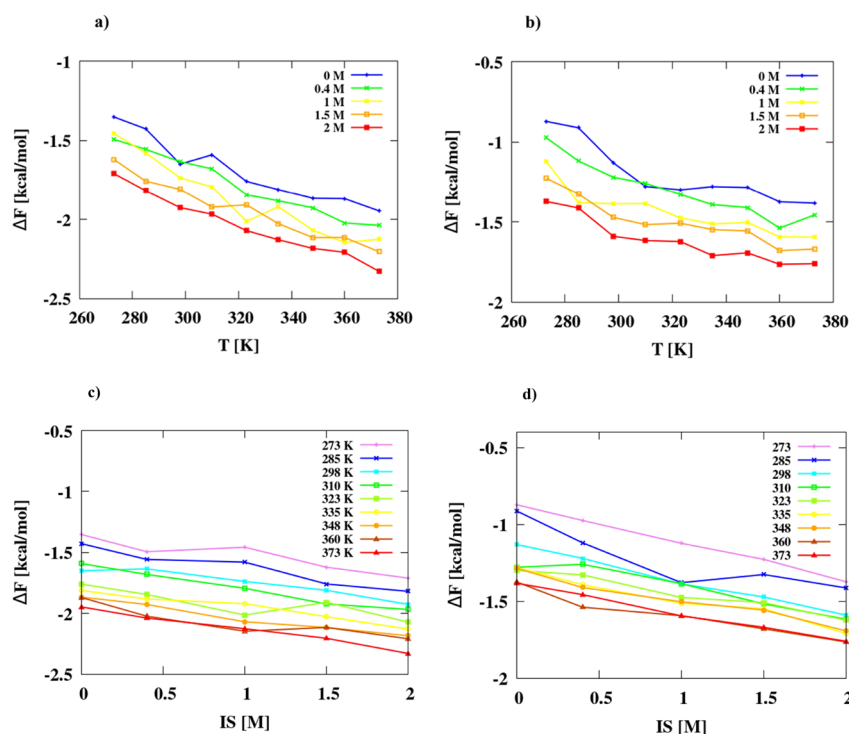 a)
-1
-1.5
-2
-2.5
260 280 300 320 340 360 380
ΔF [kcal/mol]
T [K]
0 M
0.4 M
1 M
1.5 M
2 M
b)
-0.5
-1
-1.5
-2
260 280 300 320 340 360 380
ΔF [kcal/mol]
T [K]
0 M
0.4 M
1 M
1.5 M
2 M
c)
-0.5
-1
-1.5
-2
-2.5
0 0.5 1 1.5 2
ΔF [kcal/mol]
IS [M]
273 K
285 K
298 K
310 K
323 K
335 K
348 K
360 K
373 K
d)
-0.5
-1
-1.5
-2
0 0.5 1 1.5 2
ΔF [kcal/mol]
IS [M]
273
285
298
310
323
335
348
360
373